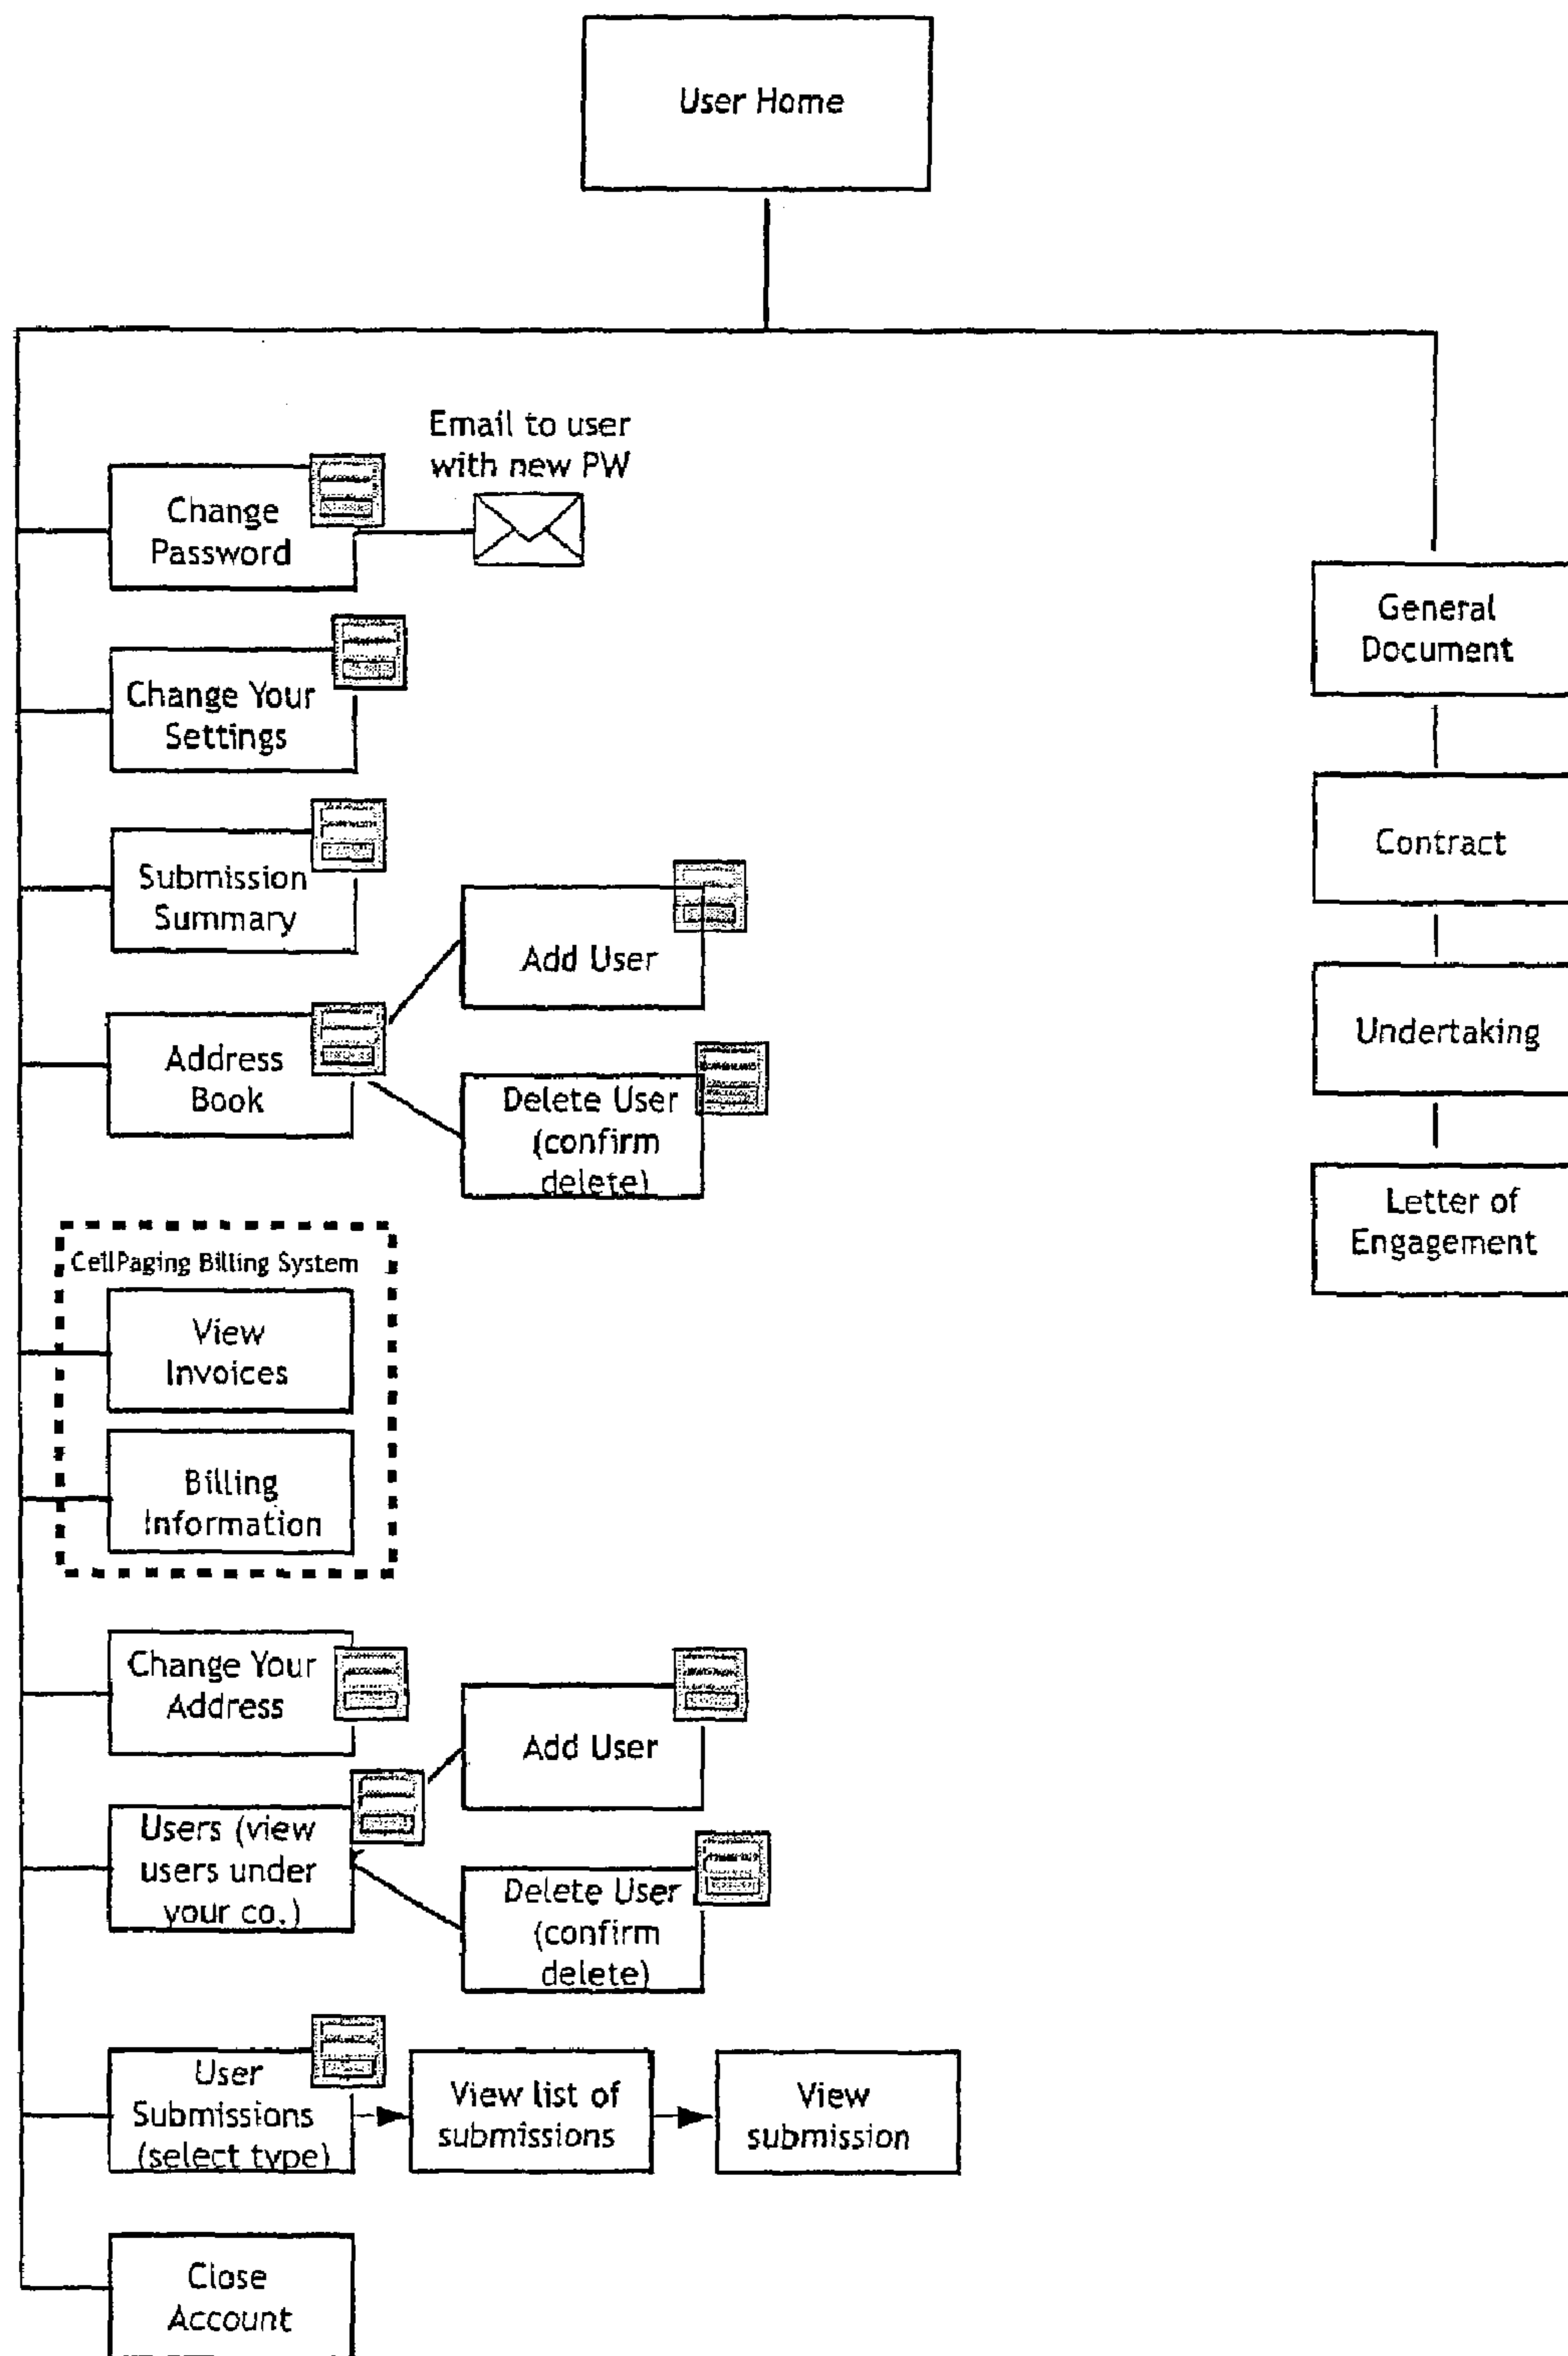 User Home
Email to user
with new PW
Change
Password
Change Your
Settings
Submission
Summary
Add User
Address
Book
Delete User
(confirm
delete)
CellPaging Billing System
View
Invoices
Billing
Information
Change Your
Address
Add User
Users (view
users under
your co.)
Delete User
(confirm
delete)
User
Submissions
(select type)
View list of
submissions
View
submission
Close
Account
General
Document
Contract
Undertaking
Letter of
Engagement